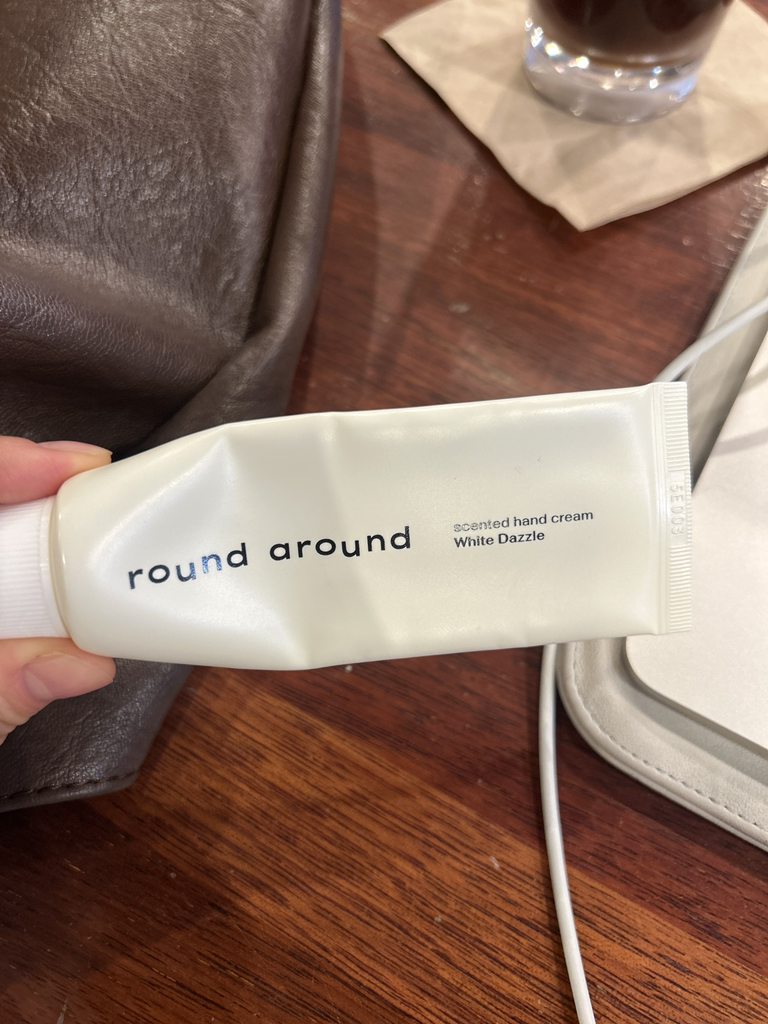 round around
scented hand cream
White Dazzle